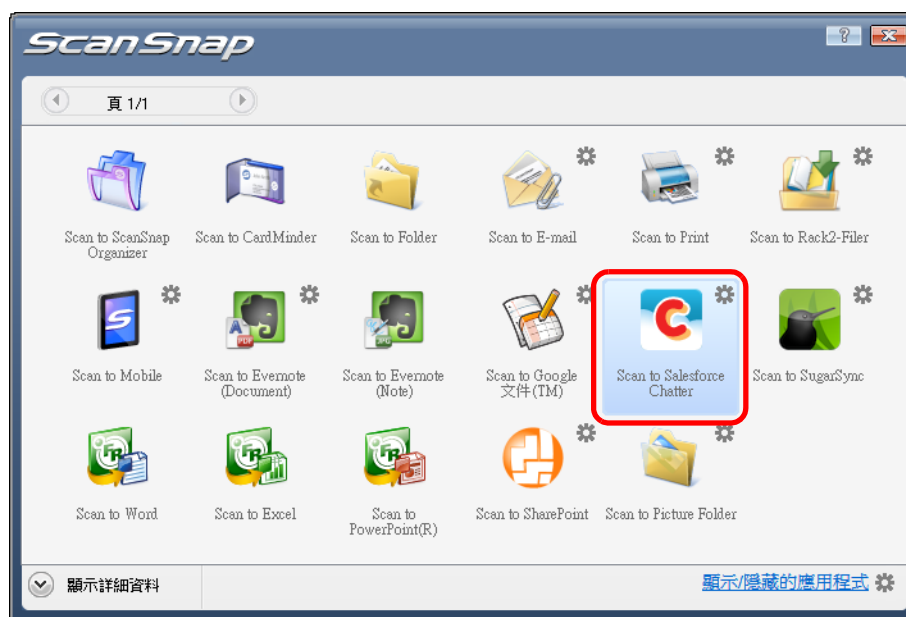 ScanSnap
頁 1/1
Scan to ScanSnap
Organizer
Scan to CardMinder
Scan to Folder
Scan to E-mail
Scan to Print
Scan to Rack2-Filer
Scan to Mobile
Scan to Evernote
(Document)
Scan to Evernote
(Note)
Scan to Google
文件(TM)
Scan to Salesforce
Chatter
Scan to SugarSync
Scan to Word
Scan to Excel
Scan to
PowerPoint(R)
Scan to SharePoint
Scan to Picture Folder
顯示詳細資料
顯示/隱藏的應用程式